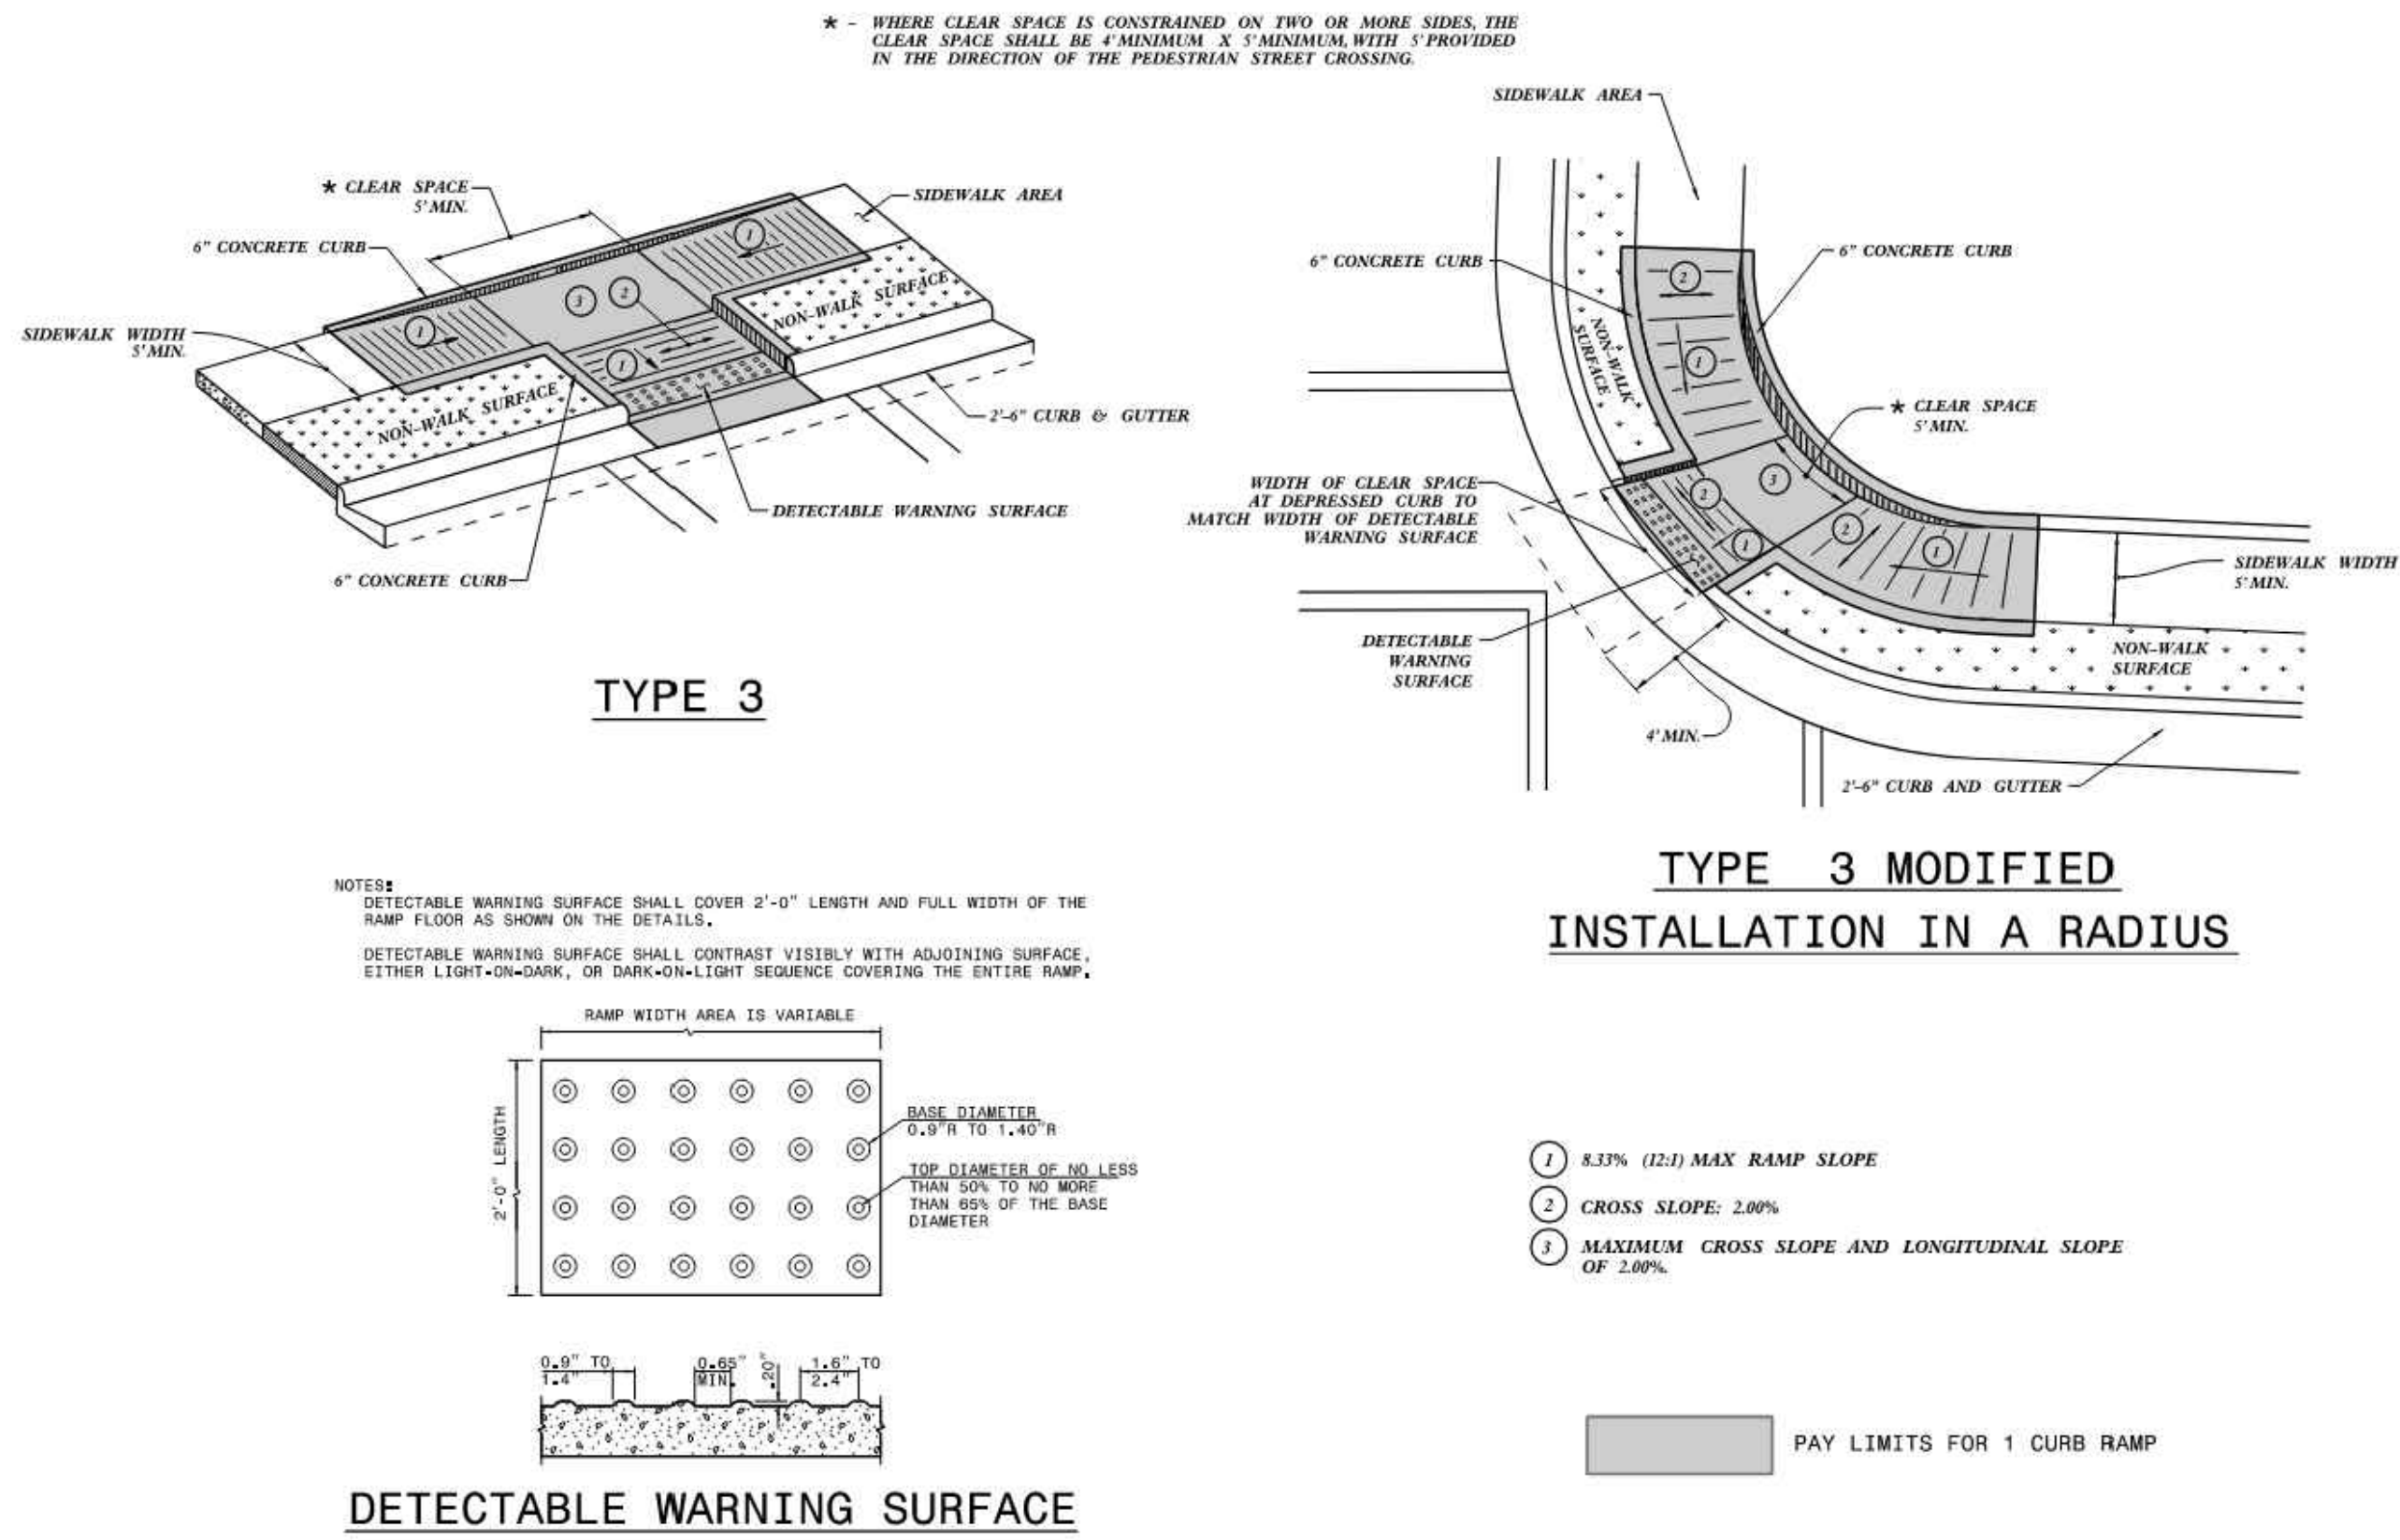 * - WHERE CLEAR SPACE IS CONSTRAINED ON TWO OR MORE SIDES, THE
CLEAR SPACE SHALL BE 4' MINIMUM X 5' MINIMUM, WITH 5' PROVIDED
IN THE DIRECTION OF THE PEDESTRIAN STREET CROSSING.
* CLEAR SPACE
5' MIN.
SIDEWALK AREA
6" CONCRETE CURB
1
3
2
NON-WALK SURFACE
SIDEWALK WIDTH
5' MIN.
1
1
NON-WALK SURFACE
2'-6" CURB & GUTTER
DETECTABLE WARNING SURFACE
6" CONCRETE CURB
TYPE 3
SIDEWALK AREA
6" CONCRETE CURB
6" CONCRETE CURB
2
NON-WALK
SURFACE
1
* CLEAR SPACE
5' MIN.
WIDTH OF CLEAR SPACE
AT DEPRESSED CURB TO
MATCH WIDTH OF DETECTABLE
WARNING SURFACE
2
3
2
1
1
SIDEWALK WIDTH
5' MIN.
DETECTABLE
WARNING
SURFACE
NON-WALK
SURFACE
4' MIN.
2'-6" CURB AND GUTTER
TYPE 3 MODIFIED
INSTALLATION IN A RADIUS
NOTES:
DETECTABLE WARNING SURFACE SHALL COVER 2'-0" LENGTH AND FULL WIDTH OF THE
RAMP FLOOR AS SHOWN ON THE DETAILS.
DETECTABLE WARNING SURFACE SHALL CONTRAST VISIBLY WITH ADJOINING SURFACE,
EITHER LIGHT-ON-DARK, OR DARK-ON-LIGHT SEQUENCE COVERING THE ENTIRE RAMP.
RAMP WIDTH AREA IS VARIABLE
2'-0" LENGTH
BASE DIAMETER
0.9"R TO 1.40"R
TOP DIAMETER OF NO LESS
THAN 50% TO NO MORE
THAN 65% OF THE BASE
DIAMETER
0.9" TO
1.4"
0.65"
MIN.
.20"
1.6" TO
2.4"
DETECTABLE WARNING SURFACE
1 8.33% (12:1) MAX RAMP SLOPE
2 CROSS SLOPE: 2.00%
3 MAXIMUM CROSS SLOPE AND LONGITUDINAL SLOPE
OF 2.00%.
PAY LIMITS FOR 1 CURB RAMP